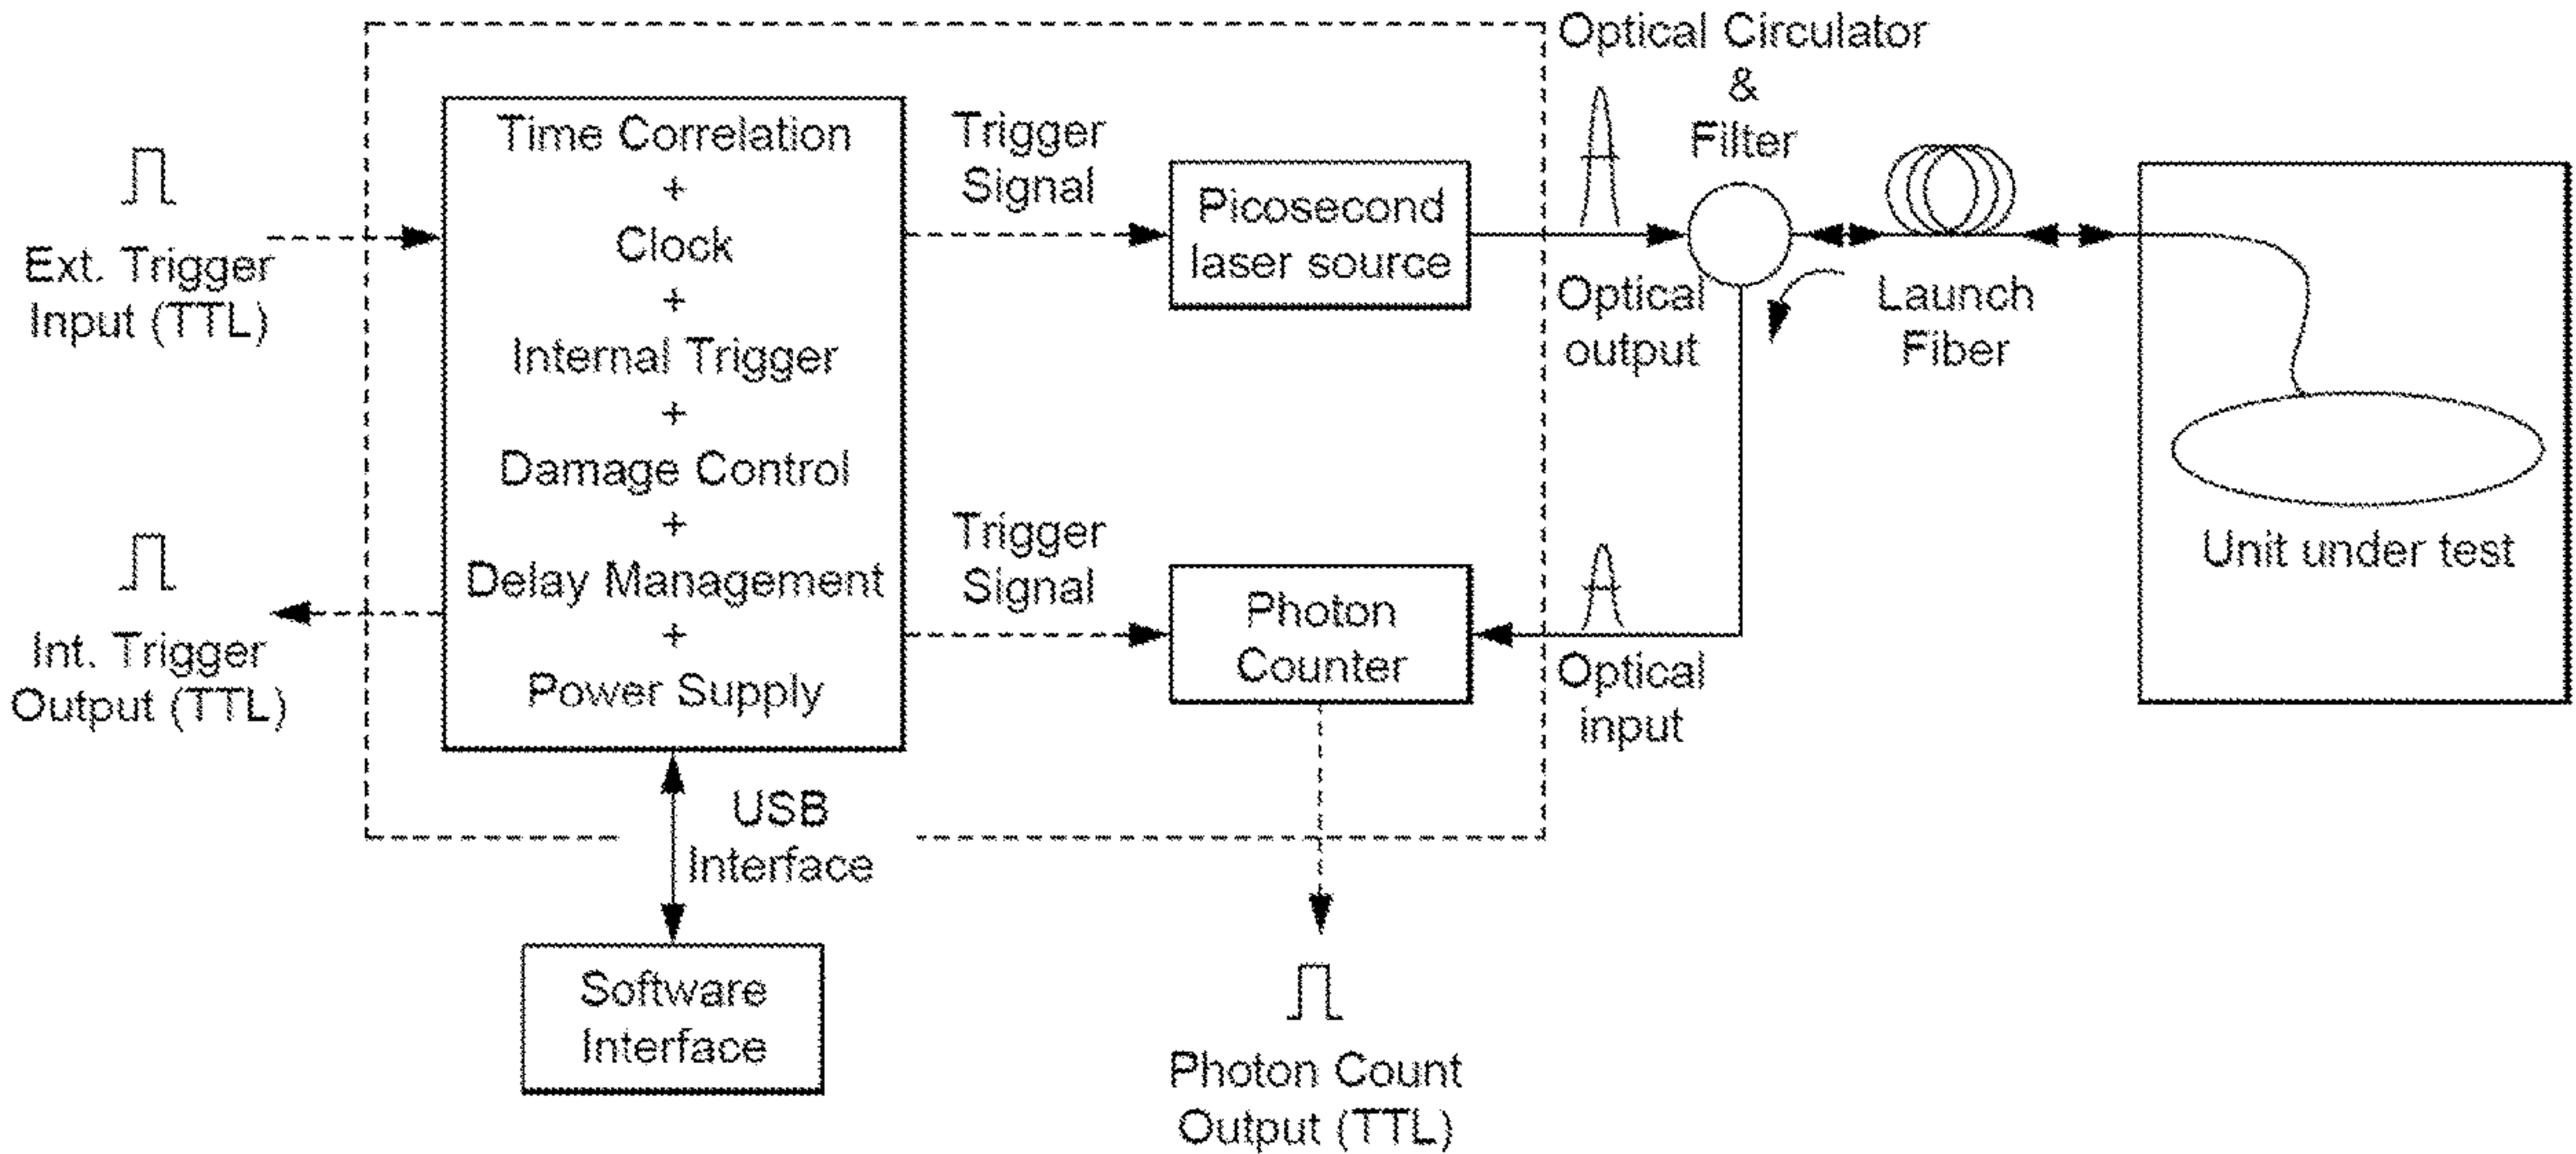 Optical Circulator
&
Filter
Time Correlation
+
Clock
+
Internal Trigger
+
Damage Control
+
Delay Management
+
Power Supply
Trigger
Signal
Picosecond
laser source
Ext. Trigger
Input (TTL)
Optical
output
Launch
Fiber
Int. Trigger
Output (TTL)
Trigger
Signal
Photon
Counter
Optical
input
Unit under test
USB
Interface
Software
Interface
Photon Count
Output (TTL)